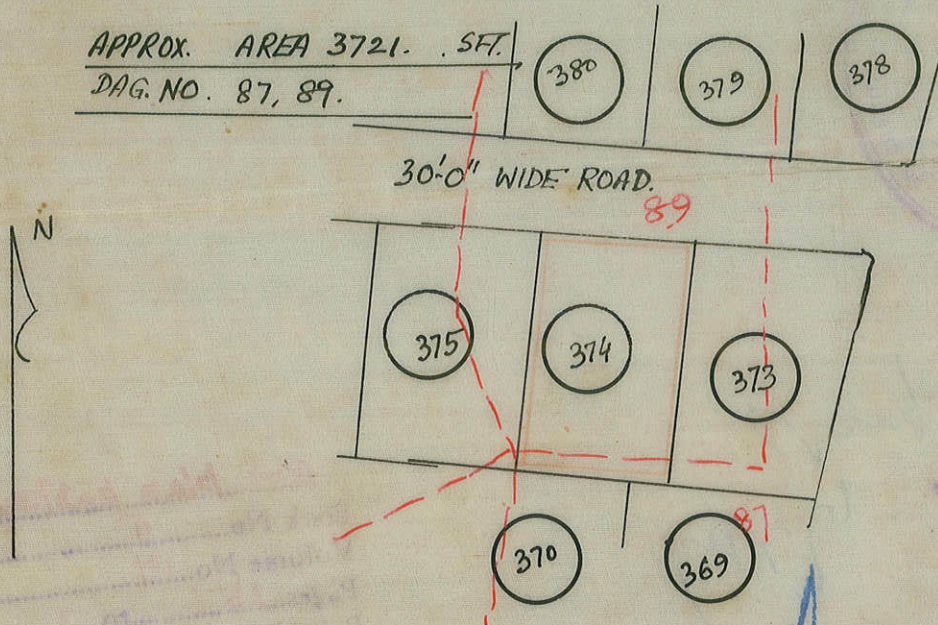 APPROX. AREA 3721. . SFT.
DAG. NO. 87, 89.
380
379
378
30'-0" WIDE ROAD.
89
N
375
374
373
87
370
369